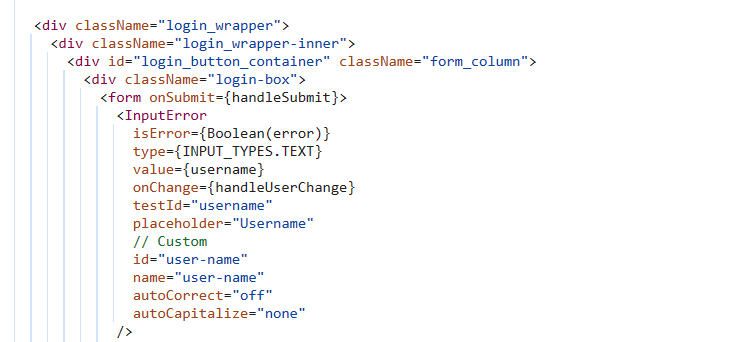 <div className="login_wrapper">
<div className="login_wrapper-inner">
<div id="login_button_container" className="form_column">
<div className="login-box">
<form onSubmit={handleSubmit}>
<InputError
isError={Boolean(error)}
type={INPUT_TYPES.TEXT}
value={username}
onChange={handleUserChange}
testId="username"
placeholder="Username"
// Custom
id="user-name"
name="user-name"
autoCorrect="off"
autoCapitalize="none"
/>